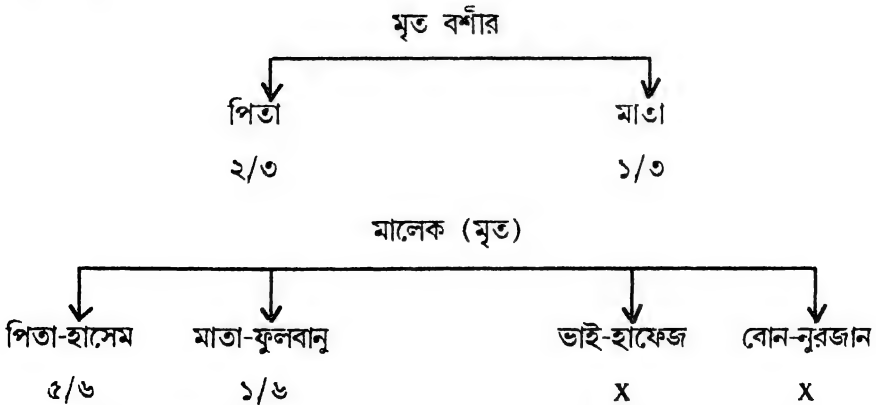 মৃত বশীর
পিতা মাতা
২/৩ ১/৩
মালেক (মৃত)
পিতা-হাসেম মাতা-ফুলবানু ভাই-হাফেজ বোন-নুরজান
৫/৬ ১/৬ X X